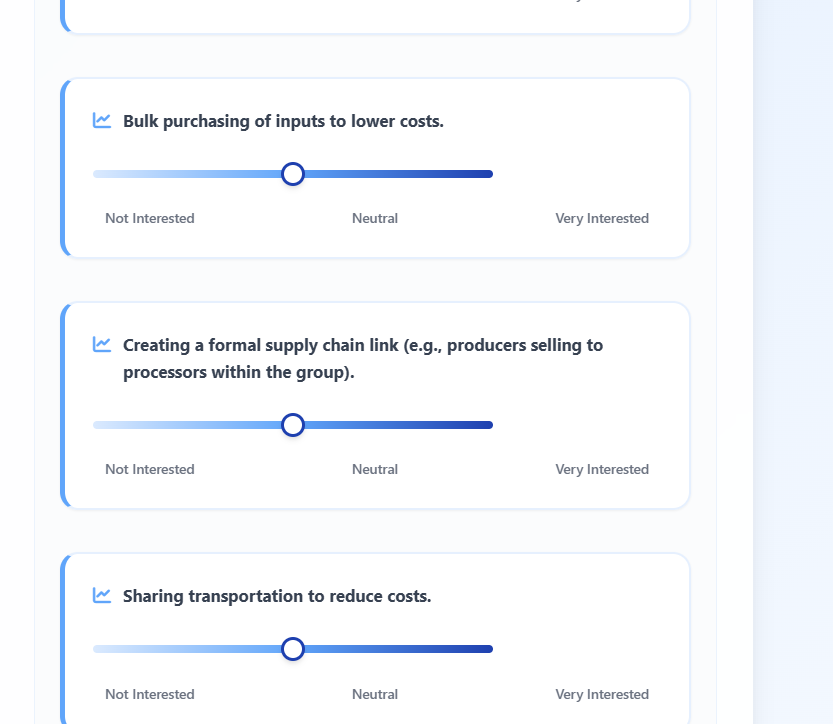 Bulk purchasing of inputs to lower costs.
Not Interested Neutral Very Interested
Creating a formal supply chain link (e.g., producers selling to
processors within the group).
Not Interested Neutral Very Interested
Sharing transportation to reduce costs.
Not Interested Neutral Very Interested